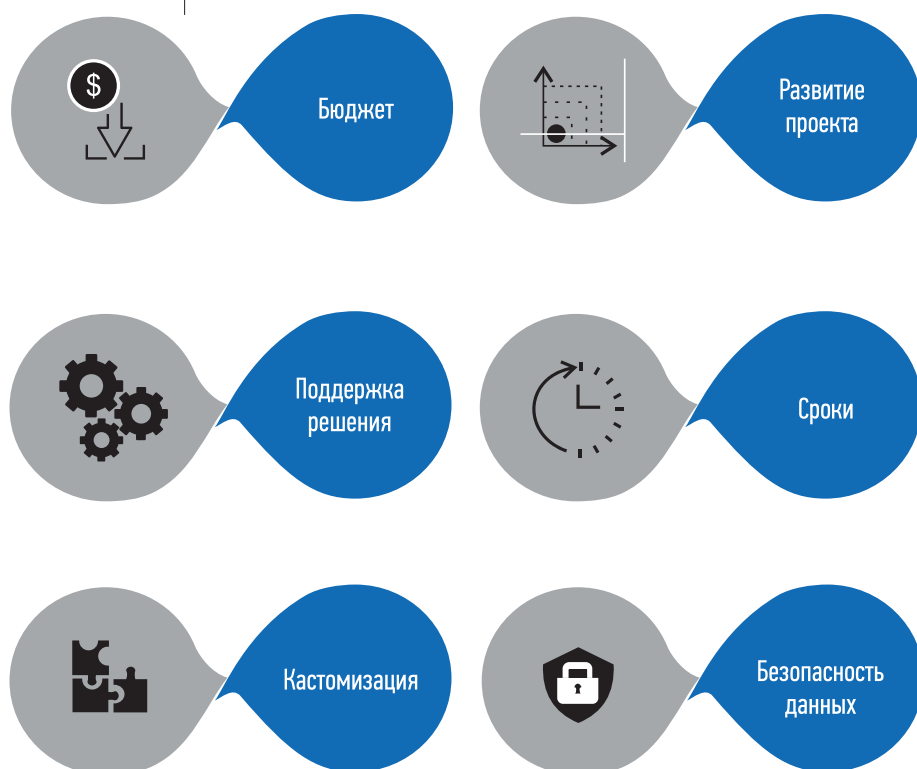 $
Бюджет
Развитие
проекта
Поддержка
решения
Сроки
Кастомизация
Безопасность
данных